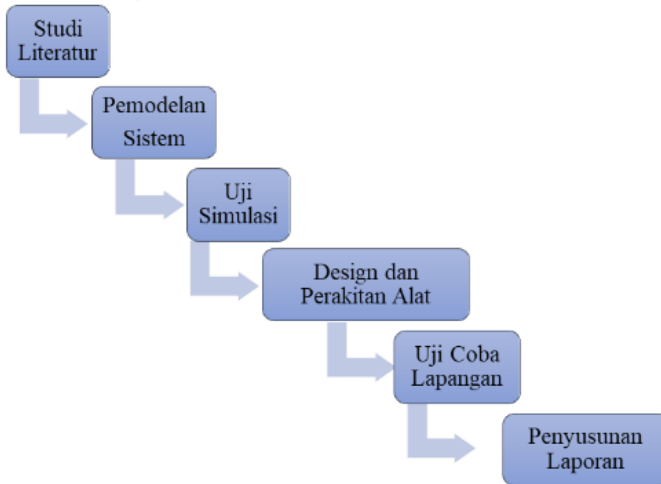 Studi
Literatur
Pemodelan
Sistem
Uji
Simulasi
Design dan
Perakitan Alat
Uji Coba
Lapangan
Penyusunan
Laporan